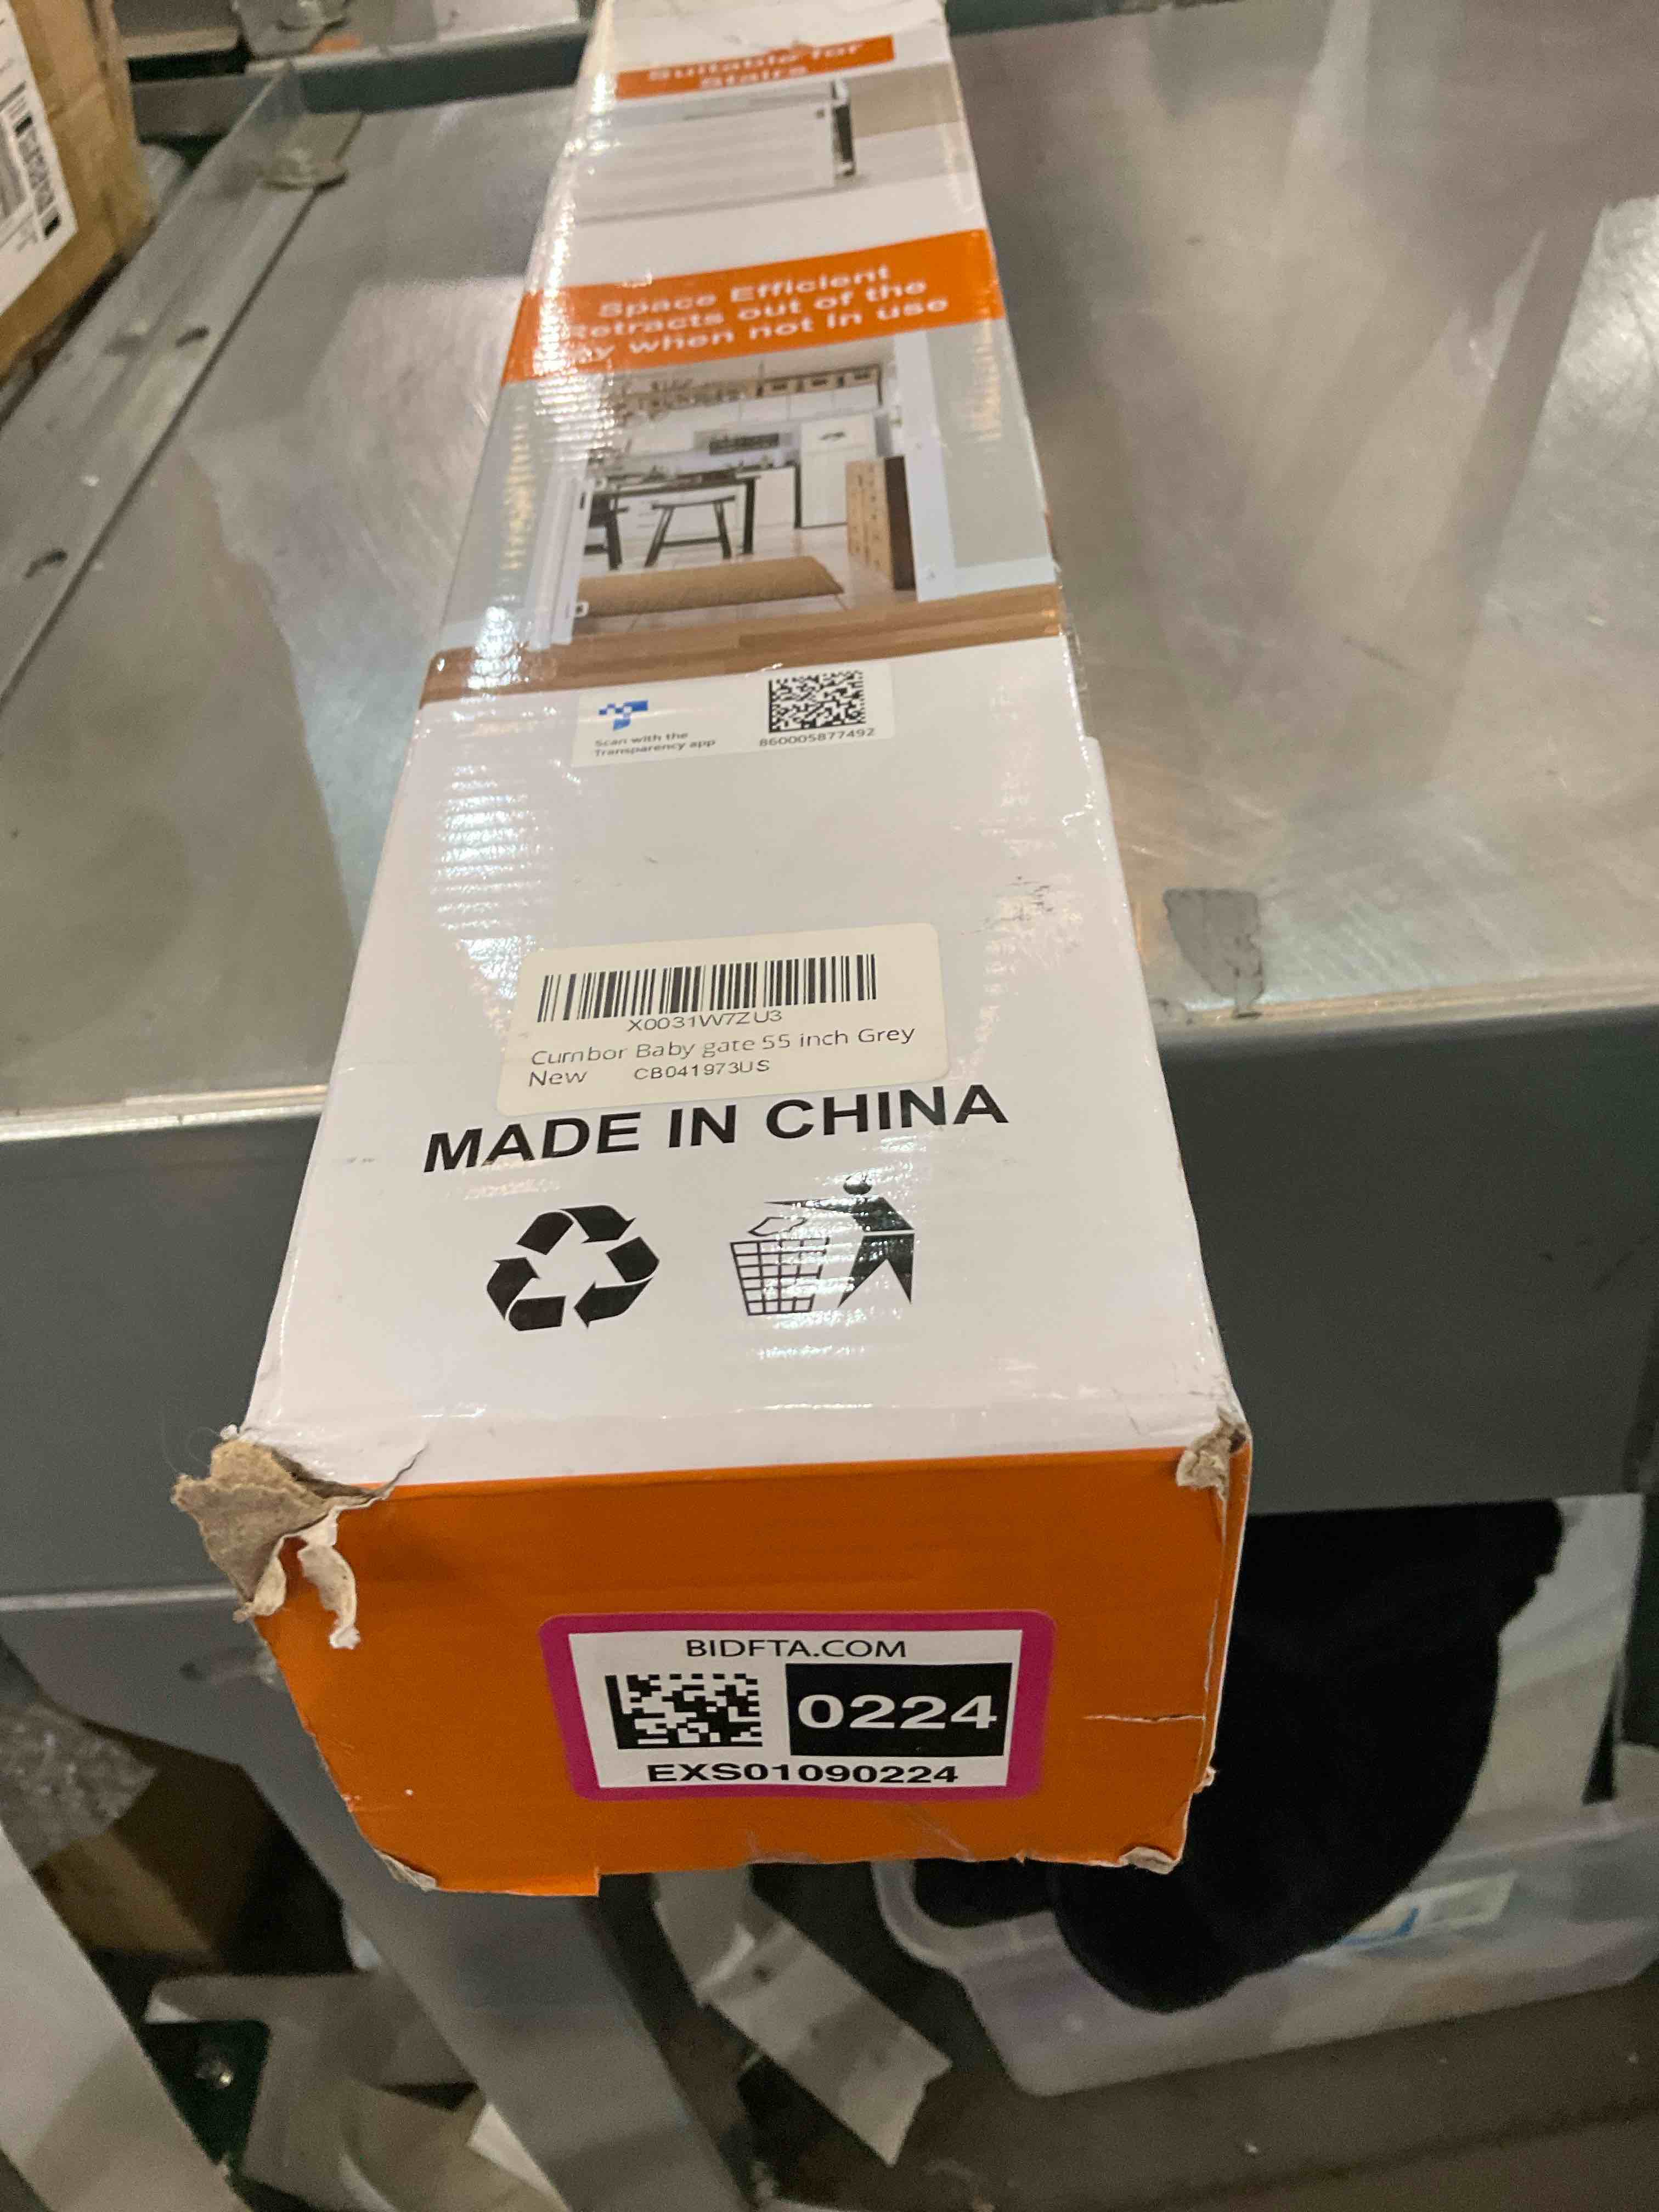 Suitable for
Stairs
Space Efficient
Retracts out of the
when not in use
Scan with the
Transparency app
860005877492
X0031W7ZU3
Cumbor Baby gate 55 inch Grey
New CB041973US
MADE IN CHINA
BIDFTA.COM
0224
EXS01090224